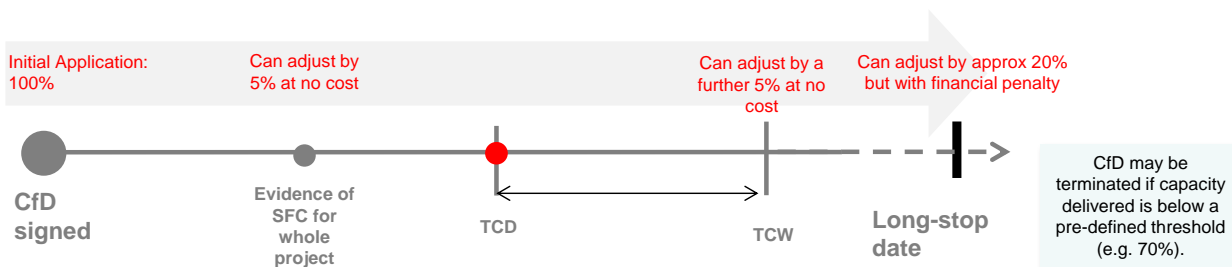 Initial Application:
100%
Can adjust by
5% at no cost
Can adjust by a
further 5% at no
cost
Can adjust by approx 20%
but with financial penalty
CfD
signed
Evidence of
SFC for
whole
project
TCD
TCW
Long-stop
date
CfD may be
terminated if capacity
delivered is below a
pre-defined threshold
(e.g. 70%).